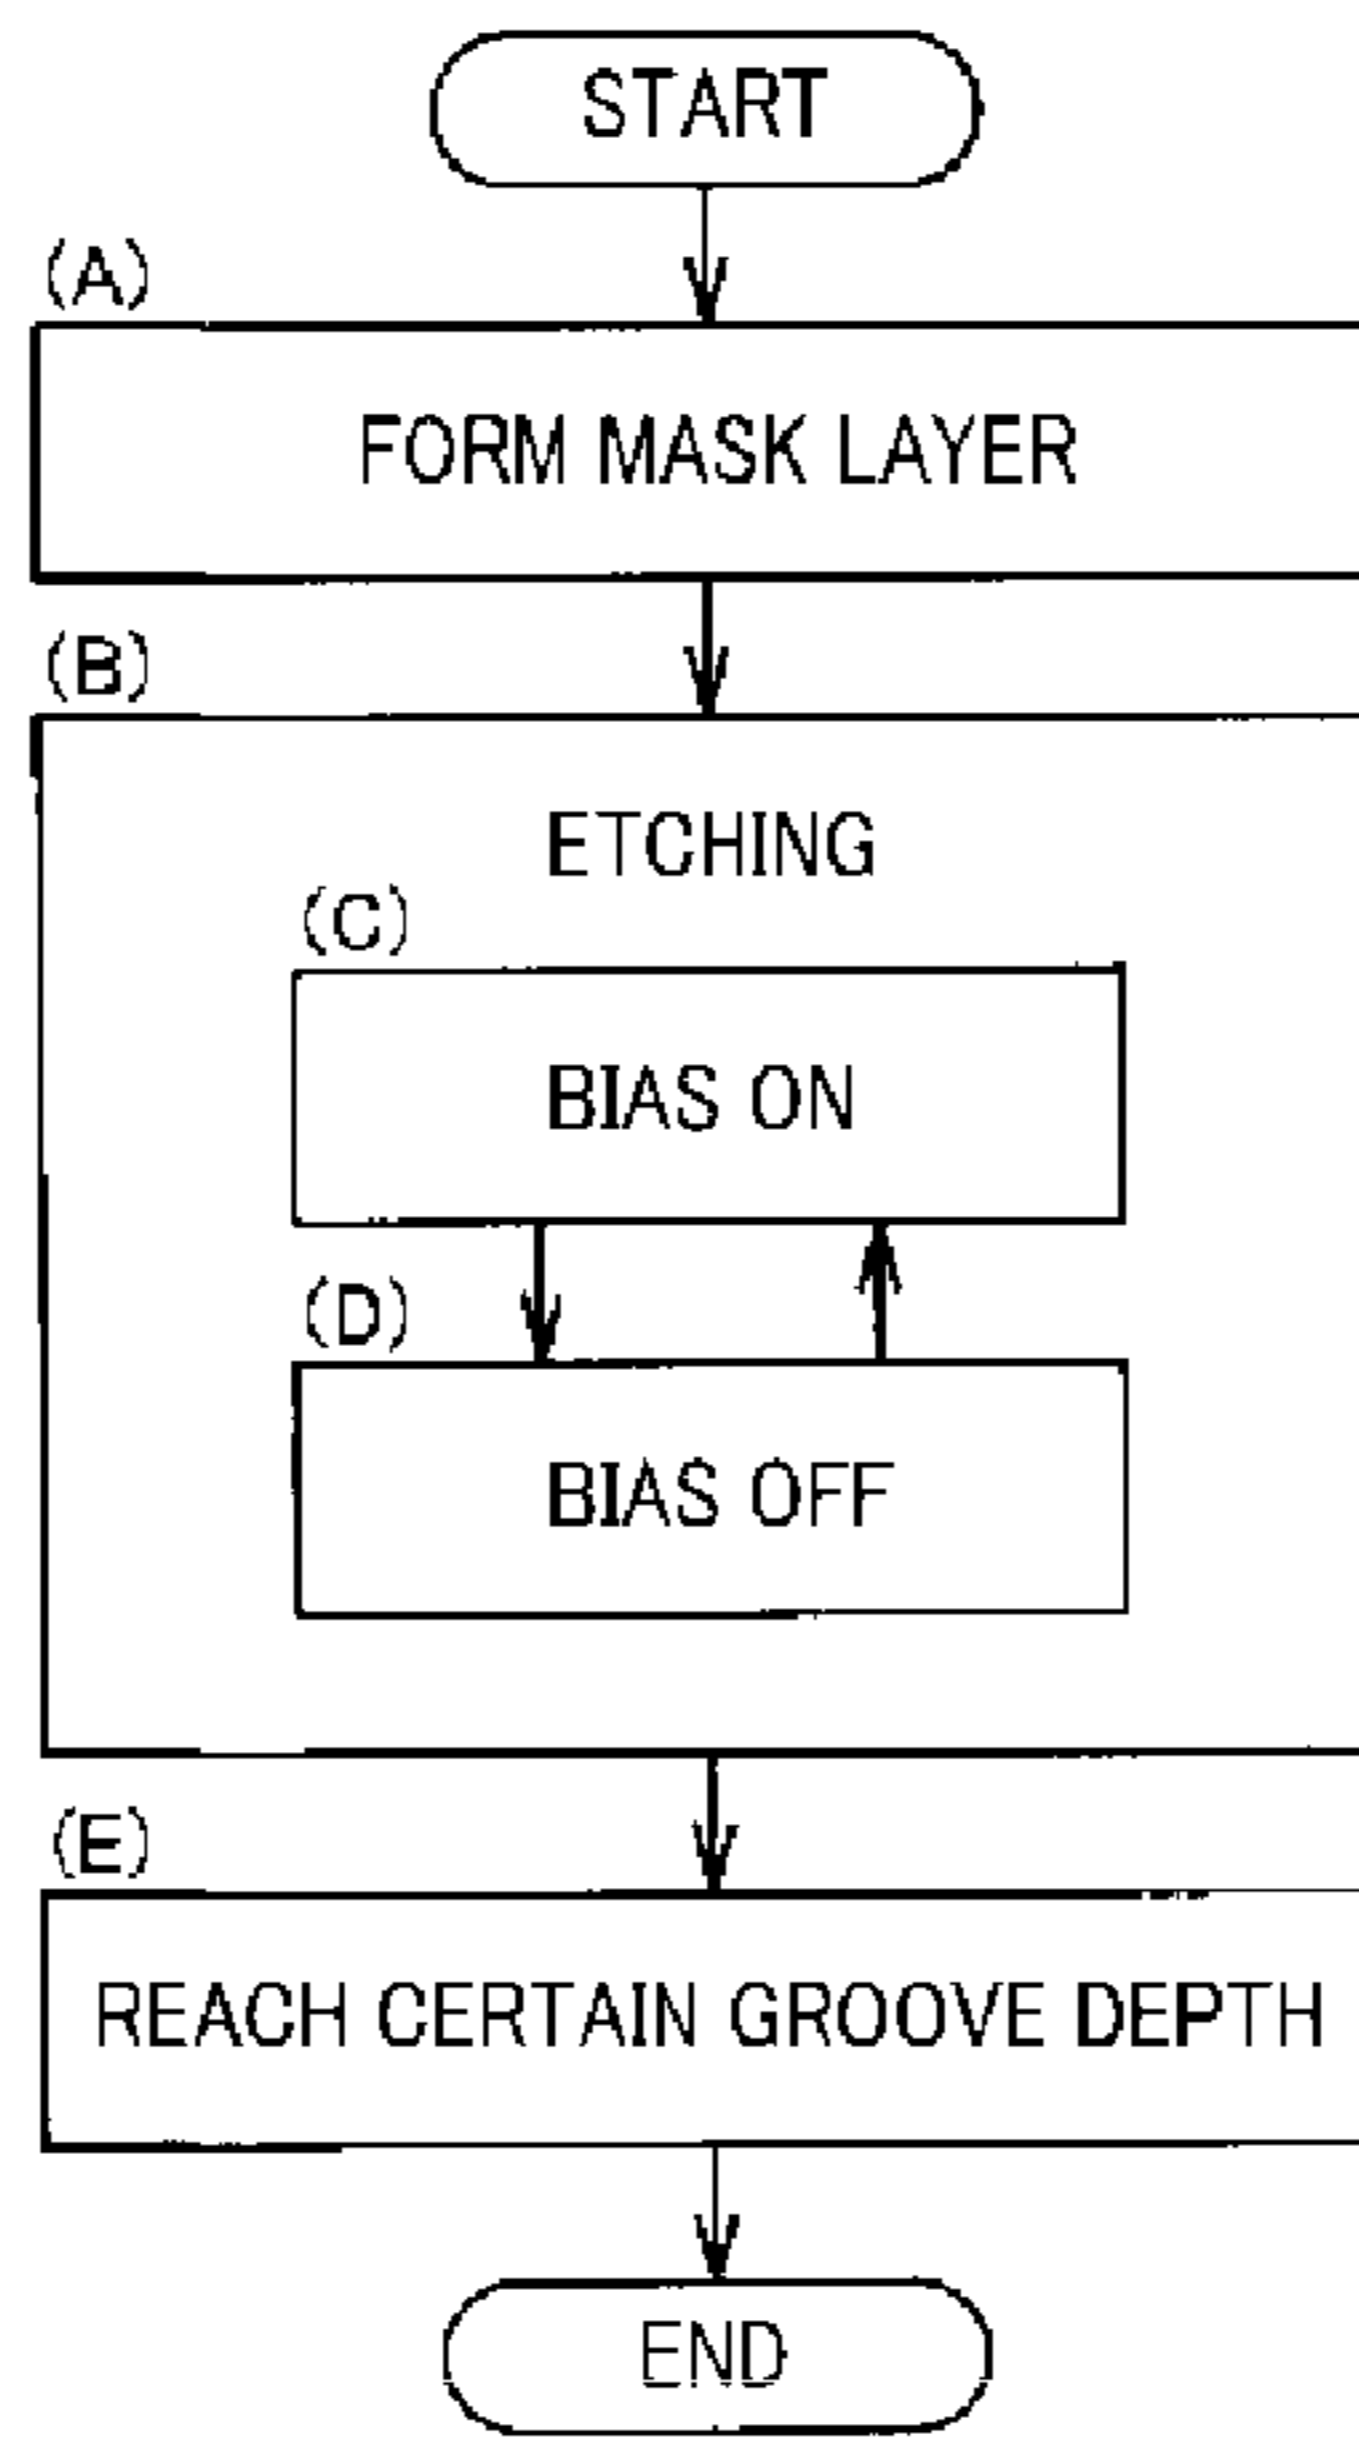 START
(A)
FORM MASK LAYER
(B)
ETCHING
(C)
BIAS ON
(D)
BIAS OFF
(E)
REACH CERTAIN GROOVE DEPTH
END